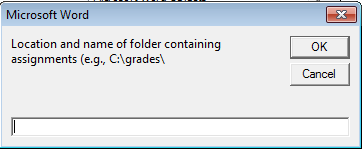 Microsoft Word
Location and name of folder containing
assignments (e.g., C:\grades\
OK
Cancel